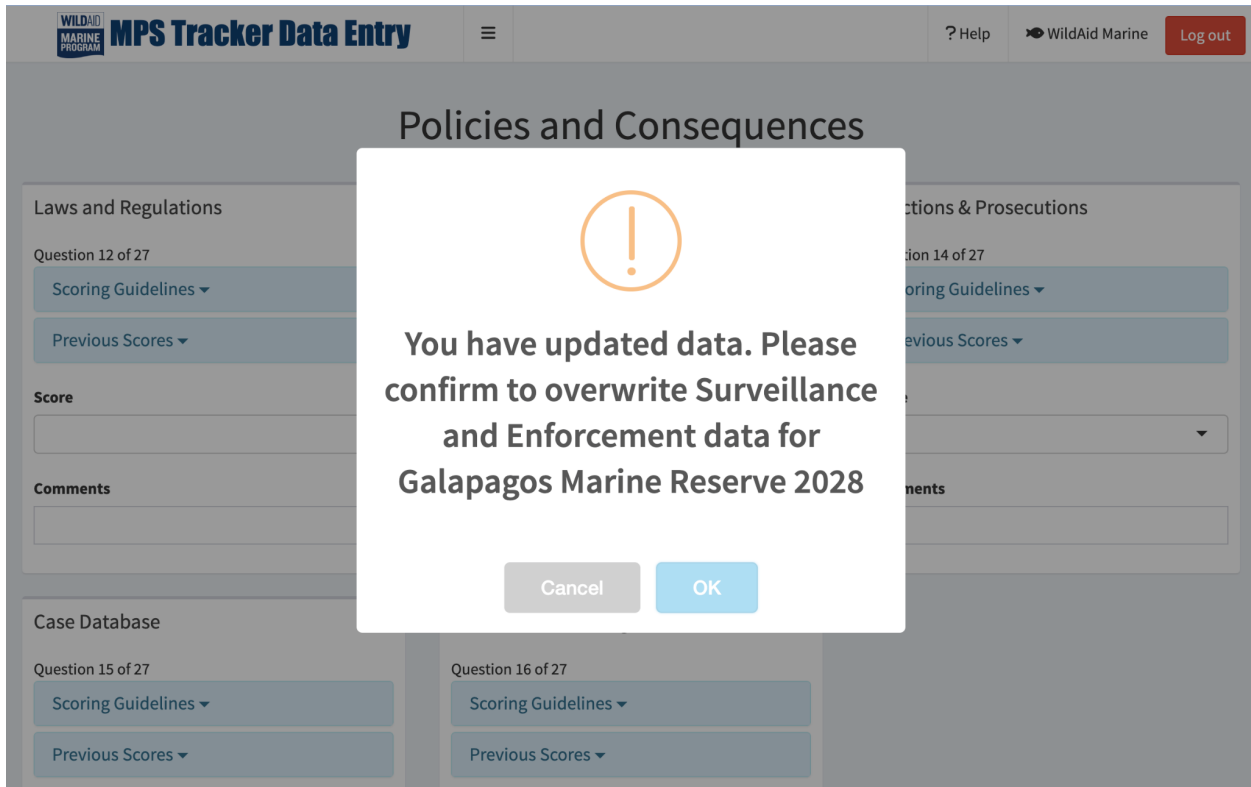 WILDAID
MARINE
PROGRAM
MPS Tracker Data Entry
? Help
WildAid Marine
Log out
Policies and Consequences
Laws and Regulations
Question 12 of 27
Scoring Guidelines
Previous Scores
Score
Comments
ctions & Prosecutions
tion 14 of 27
oring Guidelines
evious Scores
ments
You have updated data. Please
confirm to overwrite Surveillance
and Enforcement data for
Galapagos Marine Reserve 2028
Cancel
OK
Case Database
Question 15 of 27
Scoring Guidelines
Previous Scores
Question 16 of 27
Scoring Guidelines
Previous Scores